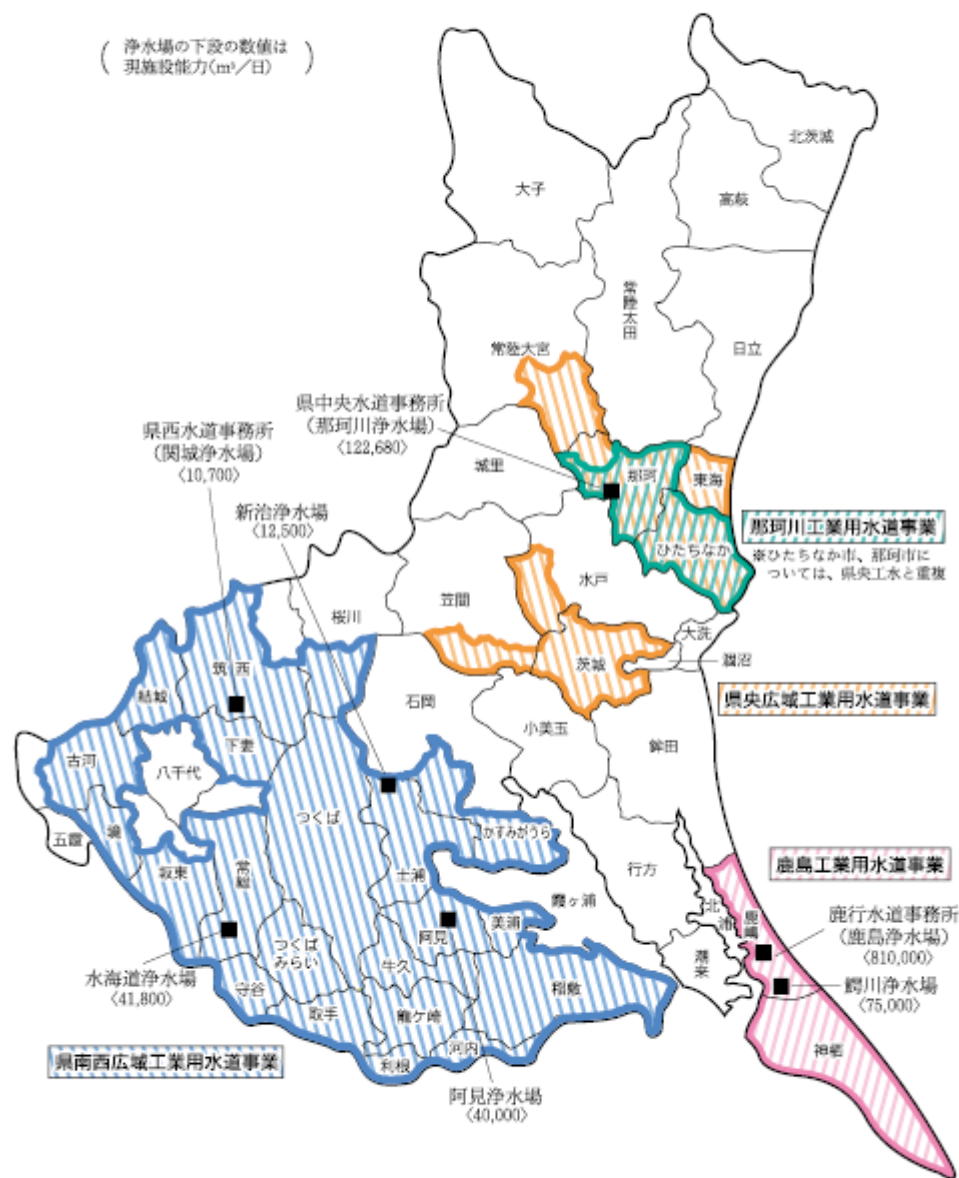 浄水場の下段の数値は
現施設能力(m³/日)
北茨城
大子
高萩
常陸太田
日立
常陸大宮
県中央水道事務所
(那珂川浄水場)
〈122,680〉
県西水道事務所
(関城浄水場)
〈10,700〉
城里
那珂
東海
新治浄水場
〈12,500〉
那珂川工業用水道事業
※ひたちなか市、那珂市に
ついては、県央工水と重複
ひたちなか
水戸
笠間
桜川
大洗
涸沼
茨城
筑西
結城
石岡
県央広域工業用水道事業
小美玉
鉾田
下妻
古河
八千代
つくば
かすみがうら
五霞
境
坂東
常総
土浦
行方
鹿島工業用水道事業
霞ヶ浦
北浦
鹿嶋
美浦
阿見
鹿行水道事務所
(鹿島浄水場)
〈810,000〉
潮来
つくば
みらい
牛久
水海道浄水場
〈41,800〉
守谷
稲敷
鰐川浄水場
〈75,000〉
取手
龍ケ崎
河内
神栖
利根
県南西広域工業用水道事業
阿見浄水場
〈40,000〉